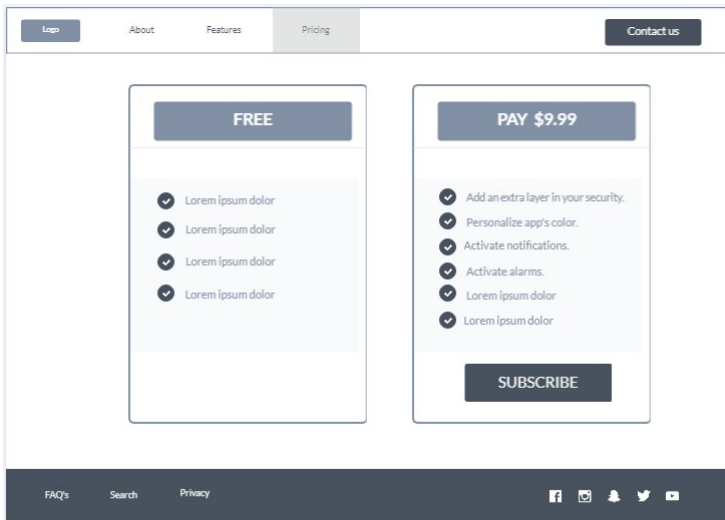 Logo
About
Features
Pricing
Contact us
FREE
Lorem ipsum dolor
Lorem ipsum dolor
Lorem ipsum dolor
Lorem ipsum dolor
PAY $9.99
Add an extra layer in your security.
Personalize app's color.
Activate notifications.
Activate alarms.
Lorem ipsum dolor
Lorem ipsum dolor
SUBSCRIBE
FAQ's
Search
Privacy